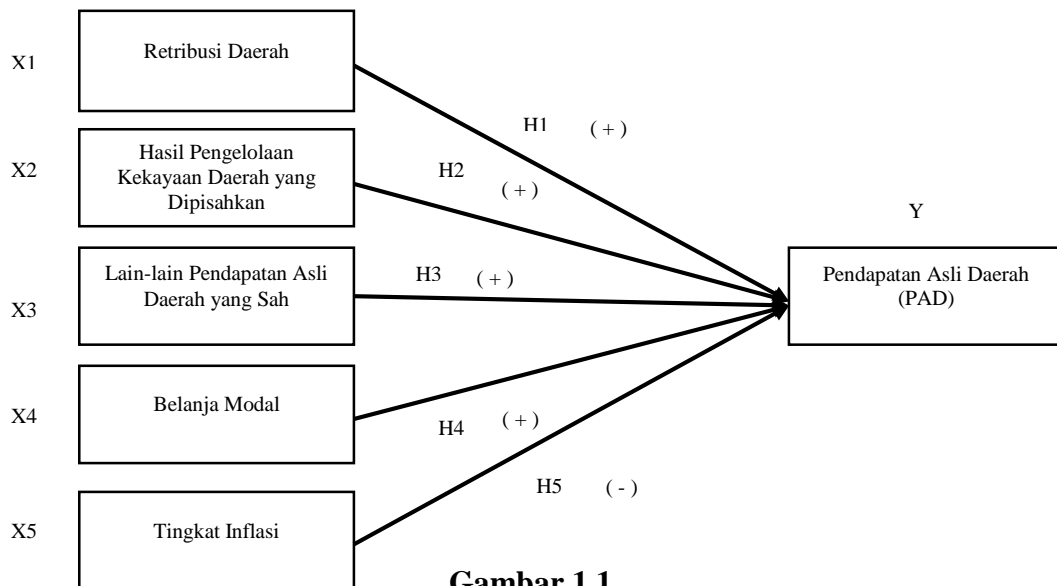 X1
Retribusi Daerah
H1 ( + )
X2
Hasil Pengelolaan
Kekayaan Daerah yang
Dipisahkan
H2 ( + )
Y
X3
Lain-lain Pendapatan Asli
Daerah yang Sah
H3 ( + )
Pendapatan Asli Daerah
(PAD)
X4
Belanja Modal
H4 ( + )
X5
Tingkat Inflasi
H5 ( - )
Gambar 1.1